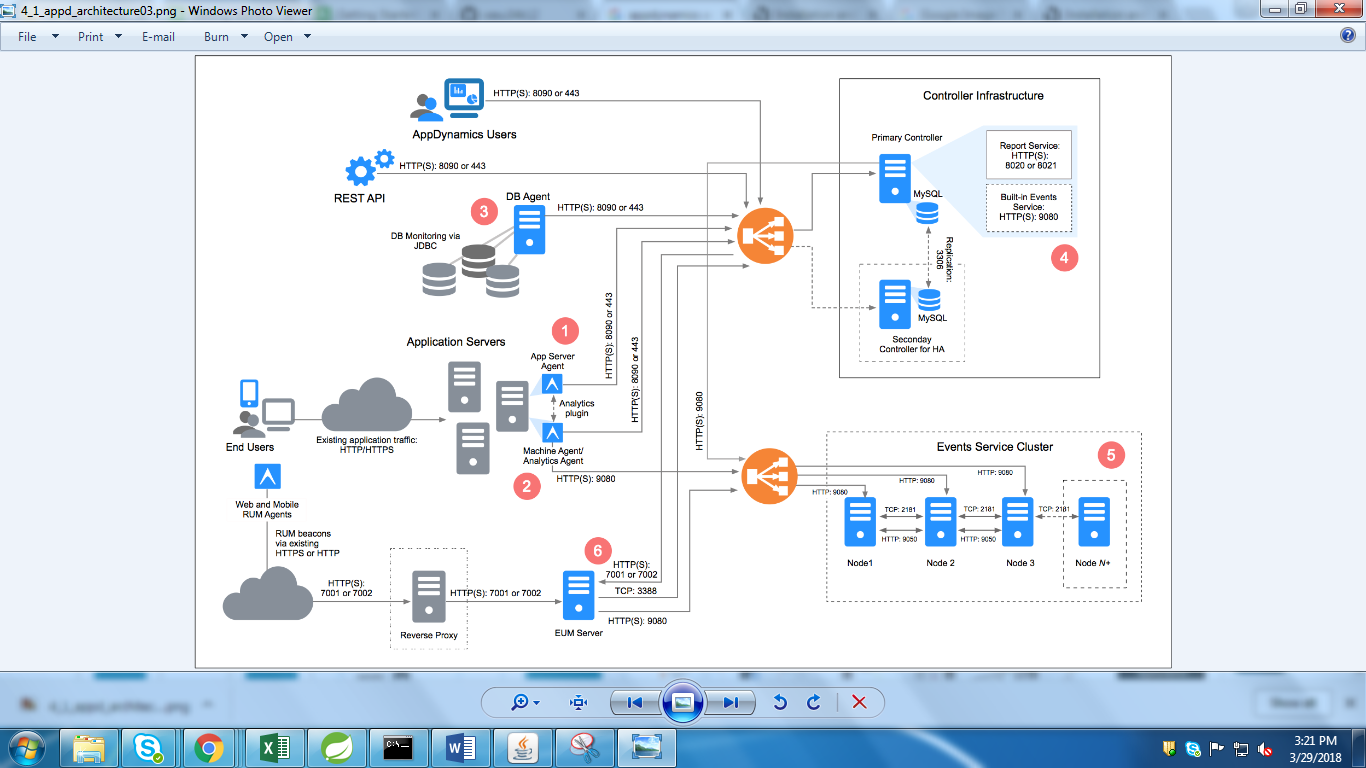 4_1_appd_architecture03.png - Windows Photo Viewer
File
Print
E-mail
Burn
Open
HTTP(S): 8090 or 443
AppDynamics Users
HTTP(S): 8090 or 443
REST API
DB Agent
HTTP(S): 8090 or 443
3
DB Monitoring via
JDBC
Controller Infrastructure
Primary Controller
MySQL
Report Service:
HTTP(S):
8020 or 8021
Built-in Events
Service:
HTTP(S): 9080
4
Replication:
3306
MySQL
Seconday
Controller for HA
1
Application Servers
App Server
Agent
Analytics
plugin
Machine Agent/
Analytics Agent
2
HTTP(S): 8090 or 443
HTTP(S): 8090 or 443
HTTP(S): 9080
HTTP(S): 9080
End Users
Existing application traffic:
HTTP/HTTPS
Web and Mobile
RUM Agents
RUM beacons
via existing
HTTPS or HTTP
HTTP(S):
7001 or 7002
Reverse Proxy
HTTP(S): 7001 or 7002
6
EUM Server
HTTP(S):
7001 or 7002
TCP: 3388
HTTP(S): 9080
Events Service Cluster
5
HTTP: 9080
HTTP: 9080
HTTP: 9080
TCP: 2181
TCP: 2181
TCP: 2181
HTTP: 9050
HTTP: 9050
Node1
Node 2
Node 3
Node N+
3:21 PM
3/29/2018